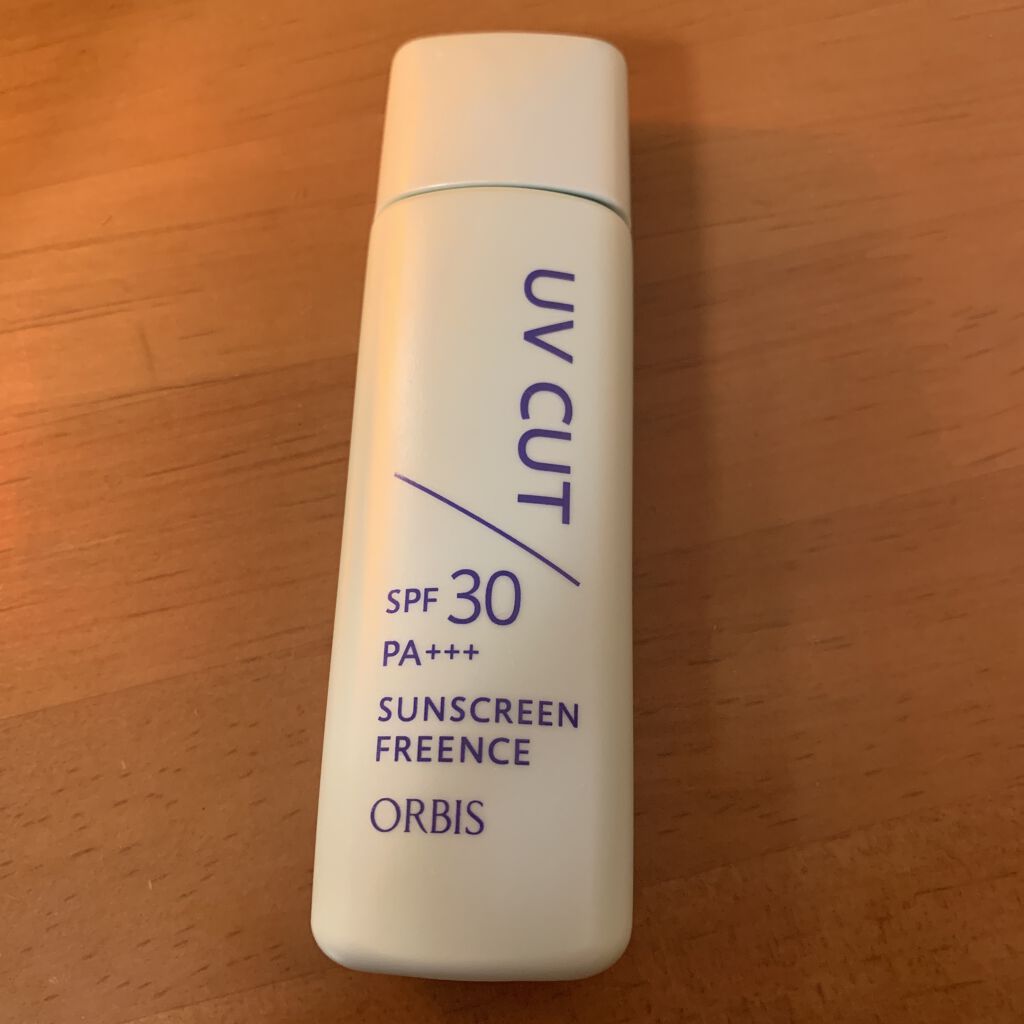 UV CUT
SPF 30
PA+++
SUNSCREEN
FREENCE
ORBIS